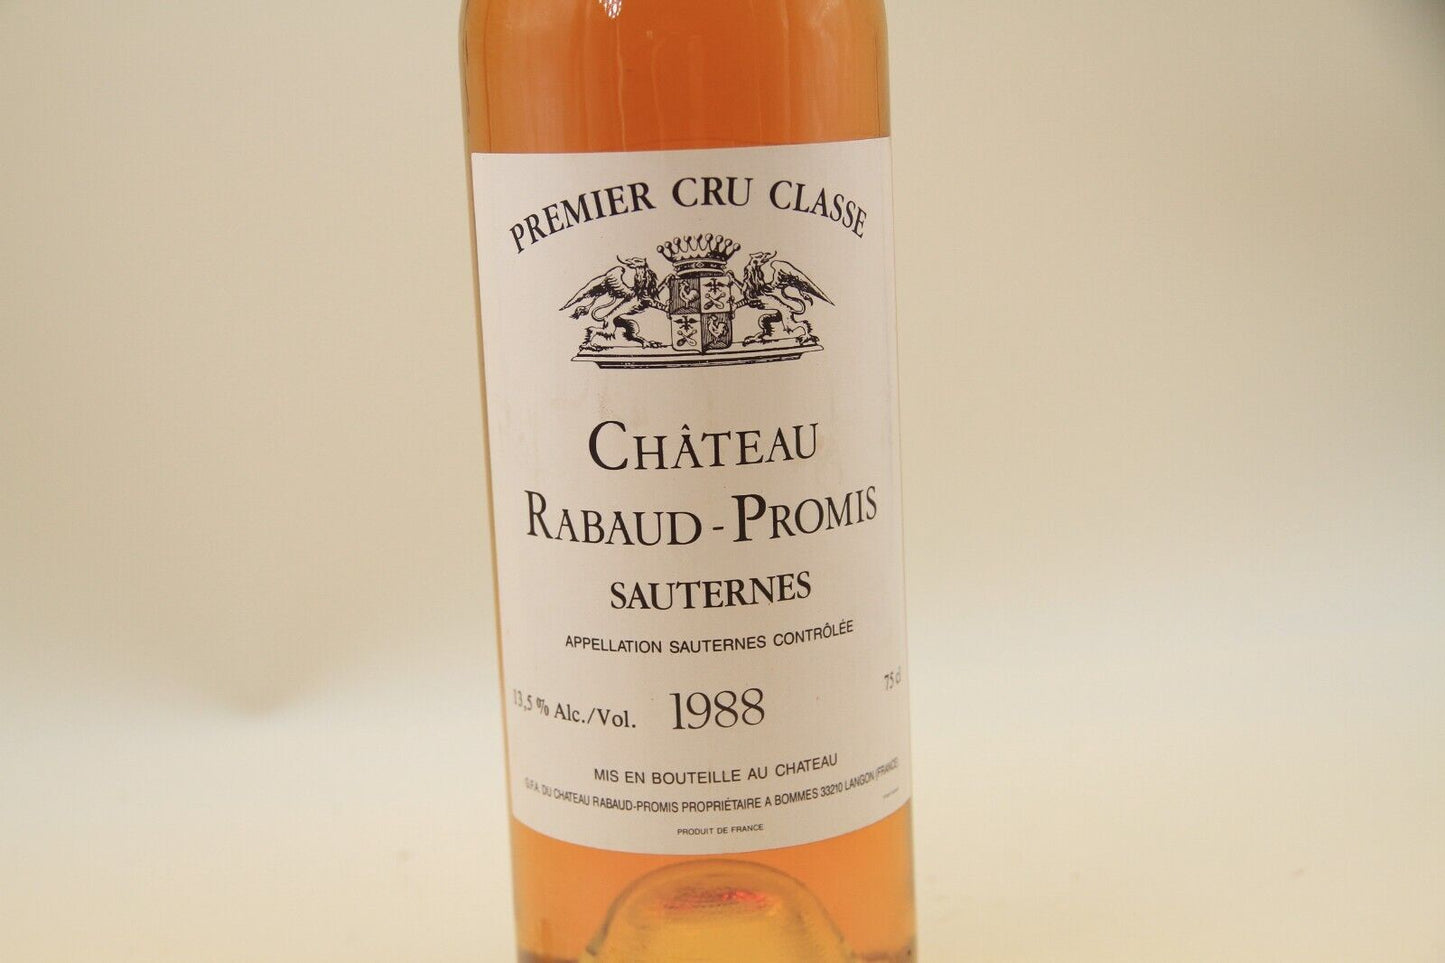 PREMIER CRU CLASSE
CHÂTEAU
RABAUD-PROMIS
SAUTERNES
APPELLATION SAUTERNES CONTRÔLÉE
13,5 % Alc./Vol. 1988 75 cl
MIS EN BOUTEILLE AU CHATEAU
G.F.A. DU CHATEAU RABAUD-PROMIS PROPRIÉTAIRE A BOMMES 33210 LANGON (FRANCE)
PRODUIT DE FRANCE